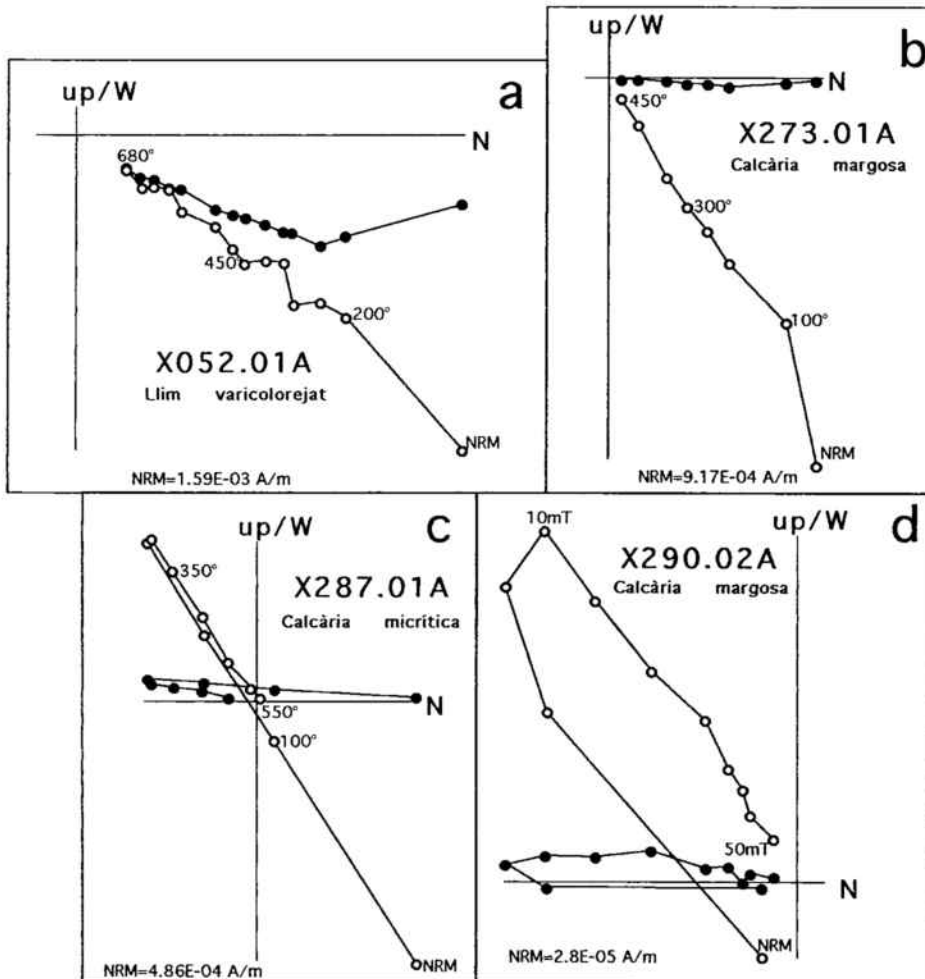 a
up/W
N
680°
450°
200°
X052.01A
Llim varicolorejat
NRM
NRM=1.59E-03 A/m
b
up/W
N
450°
X273.01A
Calcària margosa
300°
100°
NRM
NRM=9.17E-04 A/m
c
up/W
350°
X287.01A
Calcària micrítica
N
550°
100°
NRM=4.86E-04 A/m
NRM
d
up/W
10mT
X290.02A
Calcària margosa
50mT
N
NRM
NRM=2.8E-05 A/m